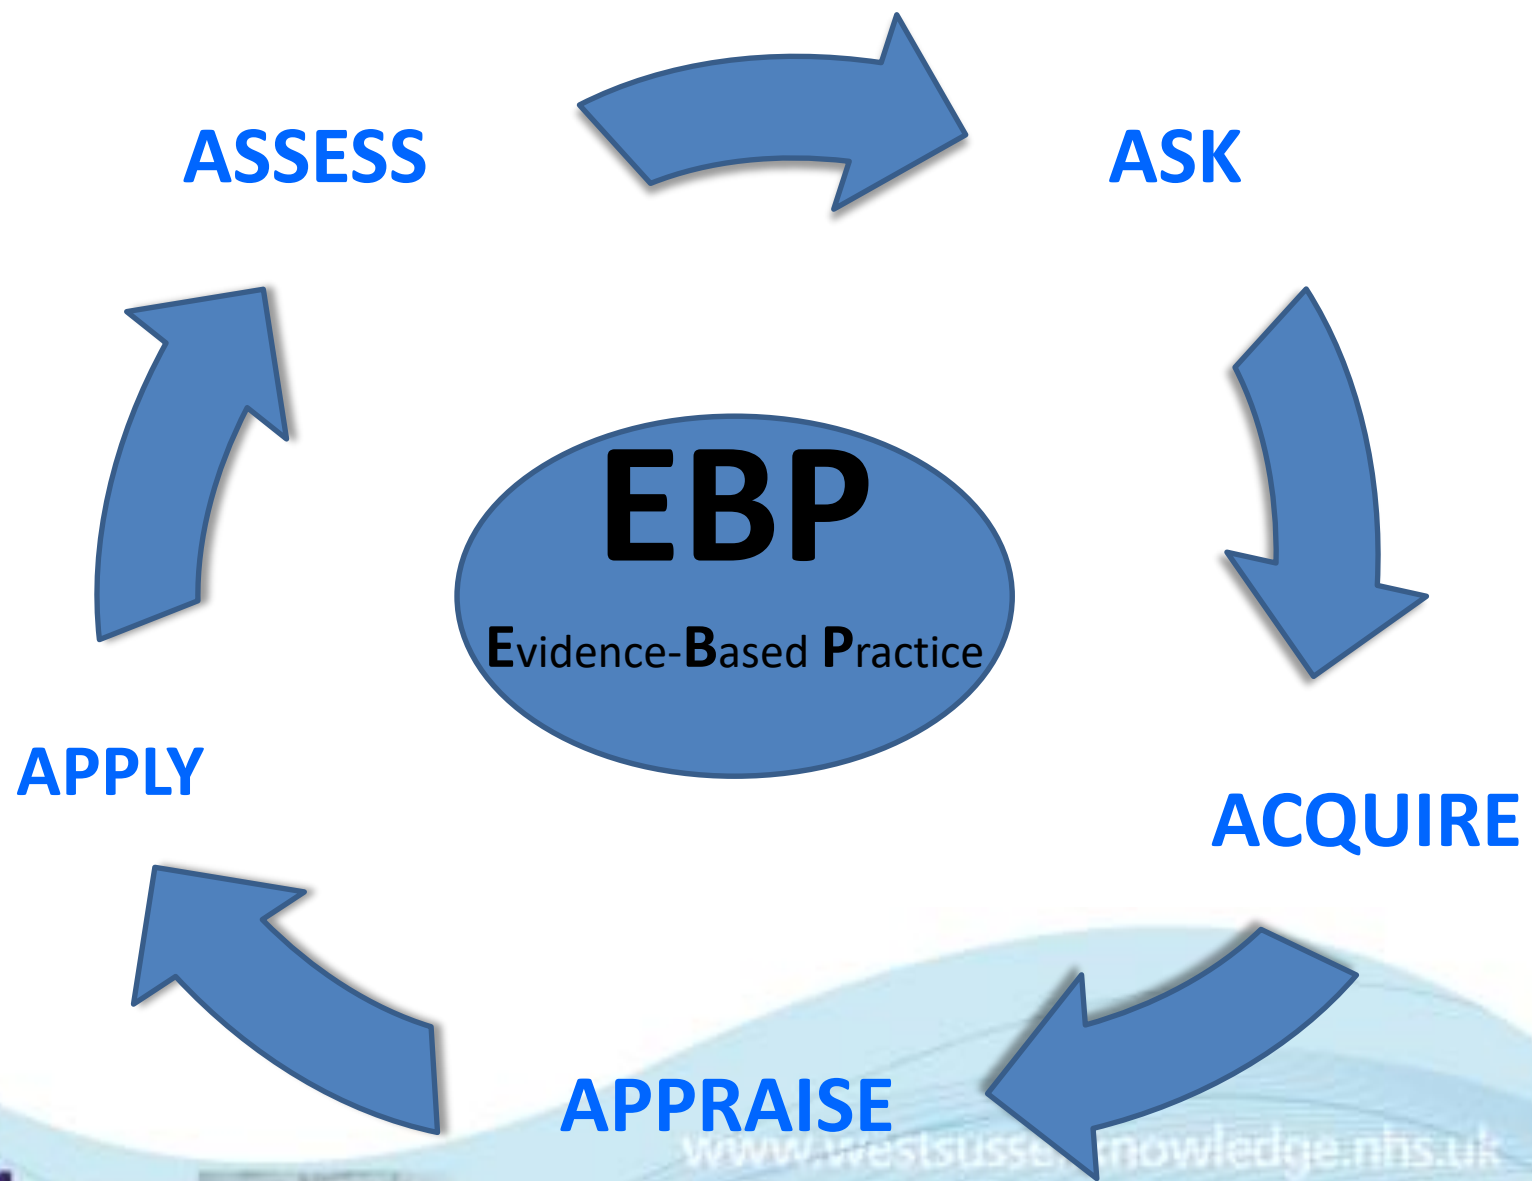 ASSESS
ASK
EBP
Evidence-Based Practice
APPLY
ACQUIRE
APPRAISE